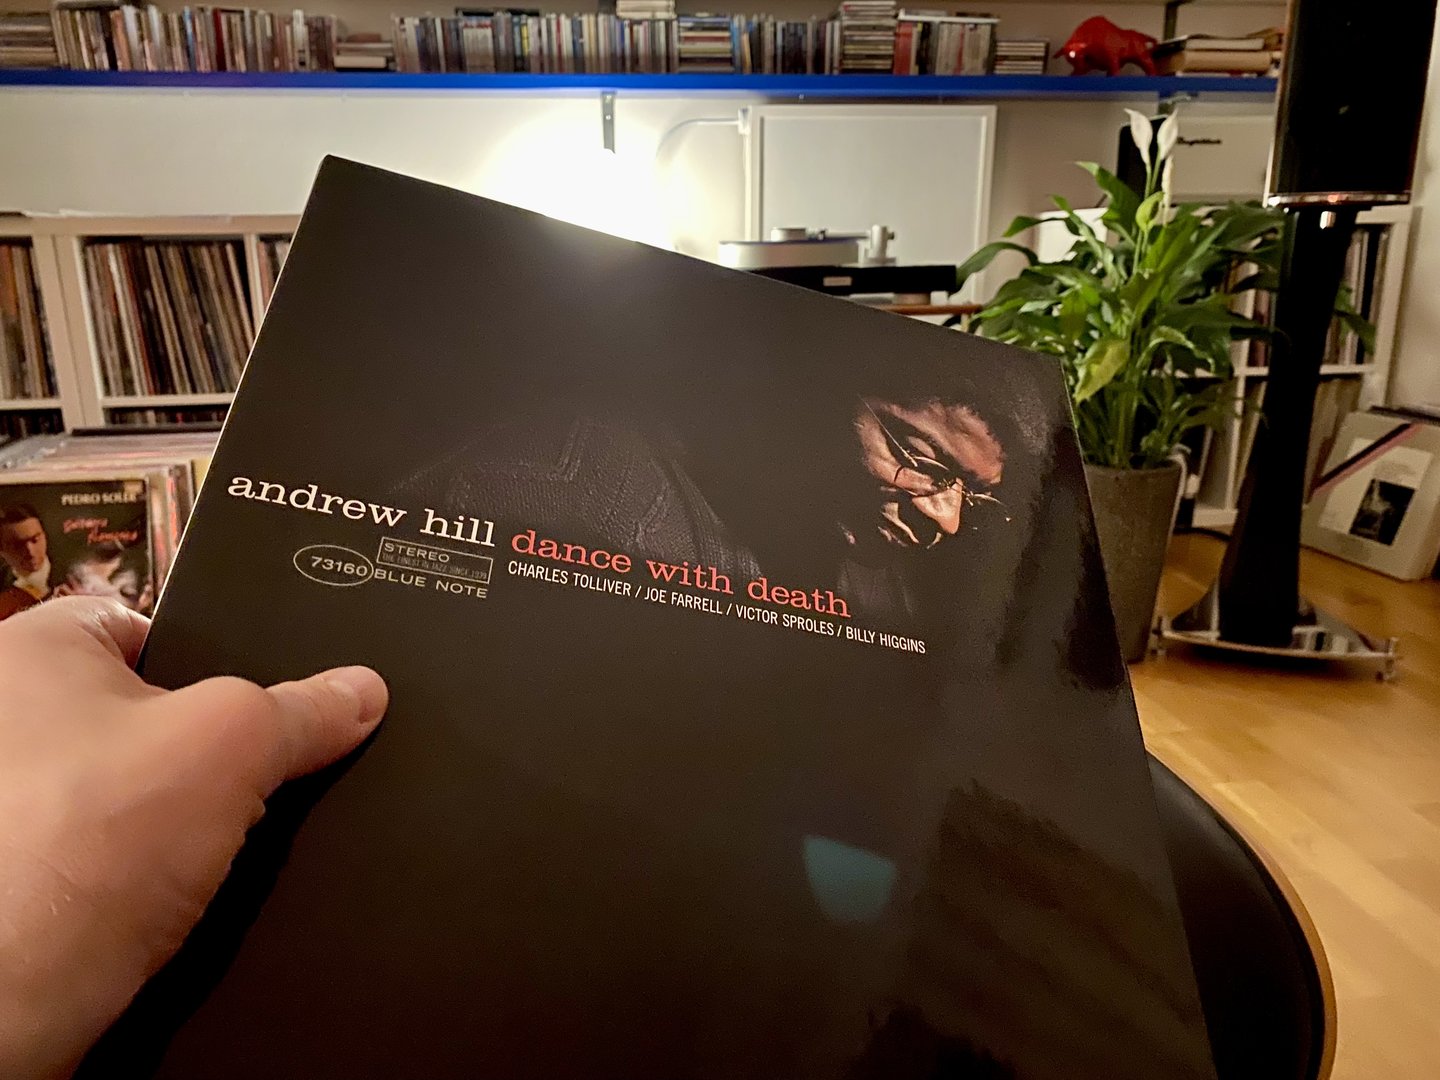 andrew hill dance with death
CHARLES TOLLIVER / JOE FARRELL / VICTOR SPROLES / BILLY HIGGINS
73160
STEREO
THE FINEST IN JAZZ SINCE 1939
BLUE NOTE
PEDRO SOLER